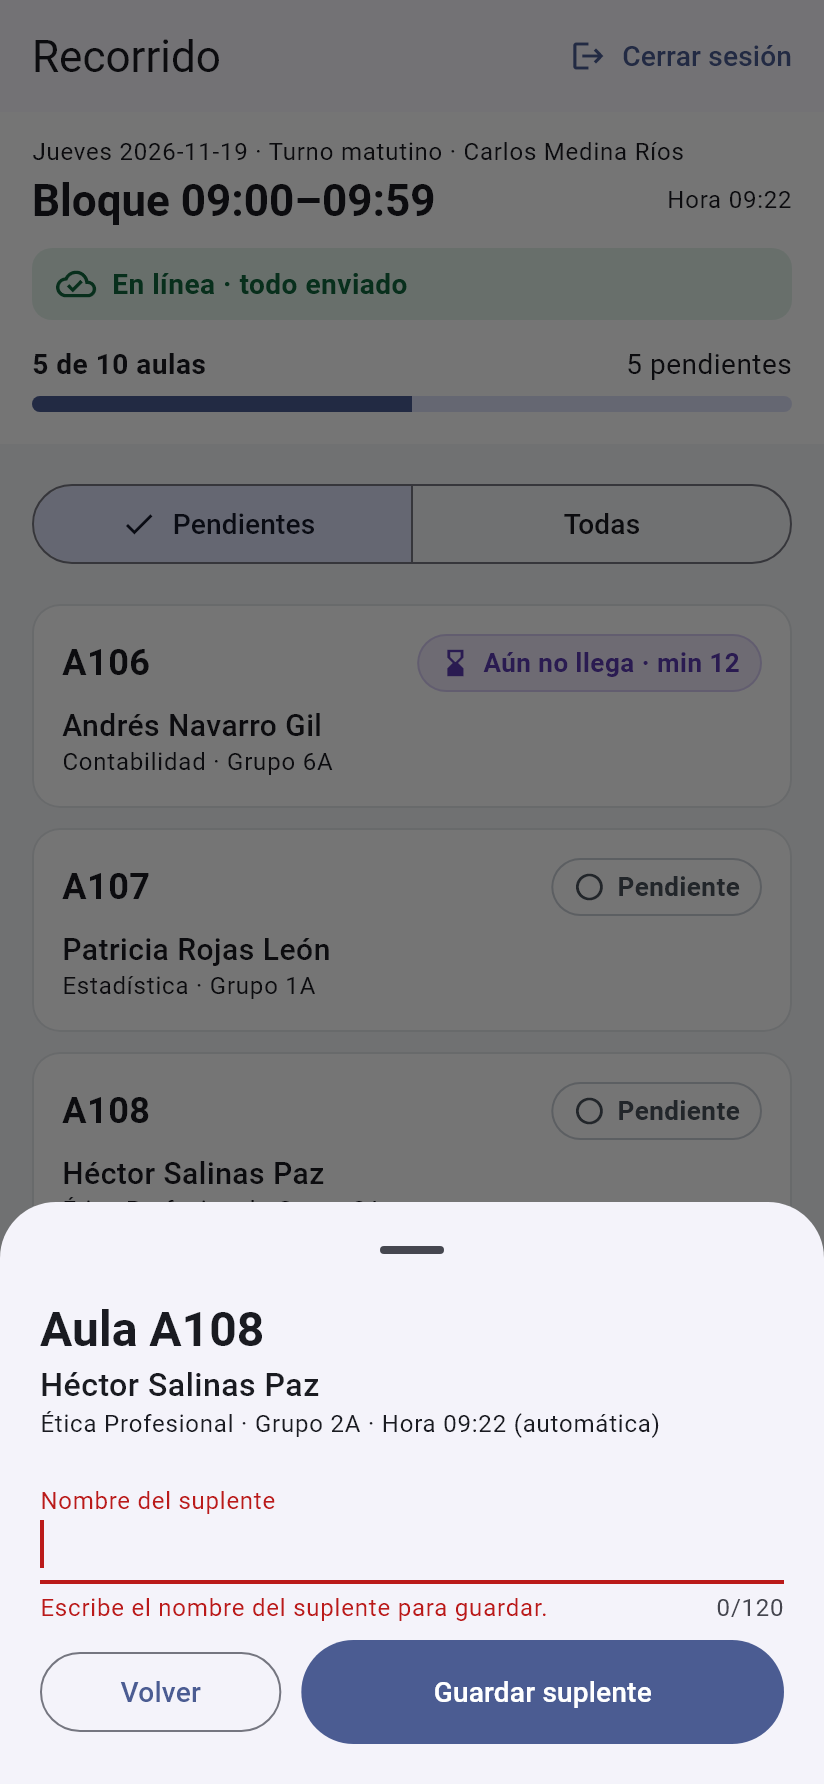 Recorrido
Cerrar sesión
Jueves 2026-11-19 · Turno matutino · Carlos Medina Ríos
Bloque 09:00–09:59
Hora 09:22
En línea · todo enviado
5 de 10 aulas
5 pendientes
Pendientes
Todas
A106
Aún no llega · min 12
Andrés Navarro Gil
Contabilidad · Grupo 6A
A107
Pendiente
Patricia Rojas León
Estadística · Grupo 1A
A108
Pendiente
Héctor Salinas Paz
Aula A108
Héctor Salinas Paz
Ética Profesional · Grupo 2A · Hora 09:22 (automática)
Nombre del suplente
Escribe el nombre del suplente para guardar.
0/120
Volver
Guardar suplente